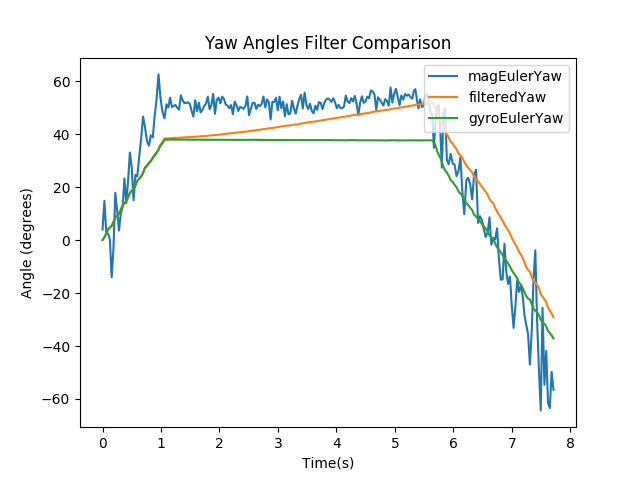 Yaw Angles Filter Comparison
magEulerYaw
filteredYaw
gyroEulerYaw
Angle (degrees)
60
40
20
0
−20
−40
−60
0 1 2 3 4 5 6 7 8
Time(s)